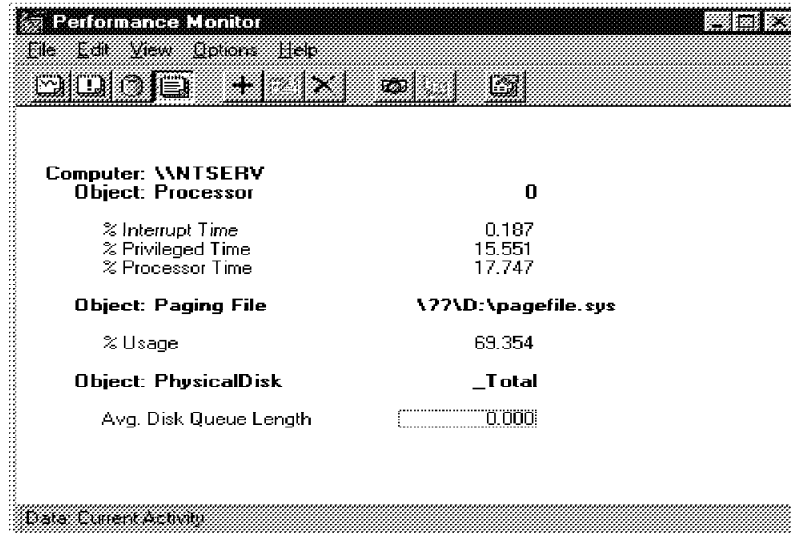 Performance Monitor
File Edit View Options Help
Computer: \\NTSERV
Object: Processor 0
% Interrupt Time 0.187
% Privileged Time 15.551
% Processor Time 17.747
Object: Paging File \??\D:\pagefile.sys
% Usage 69.354
Object: PhysicalDisk _Total
Avg. Disk Queue Length 0.000
Data: Current Activity